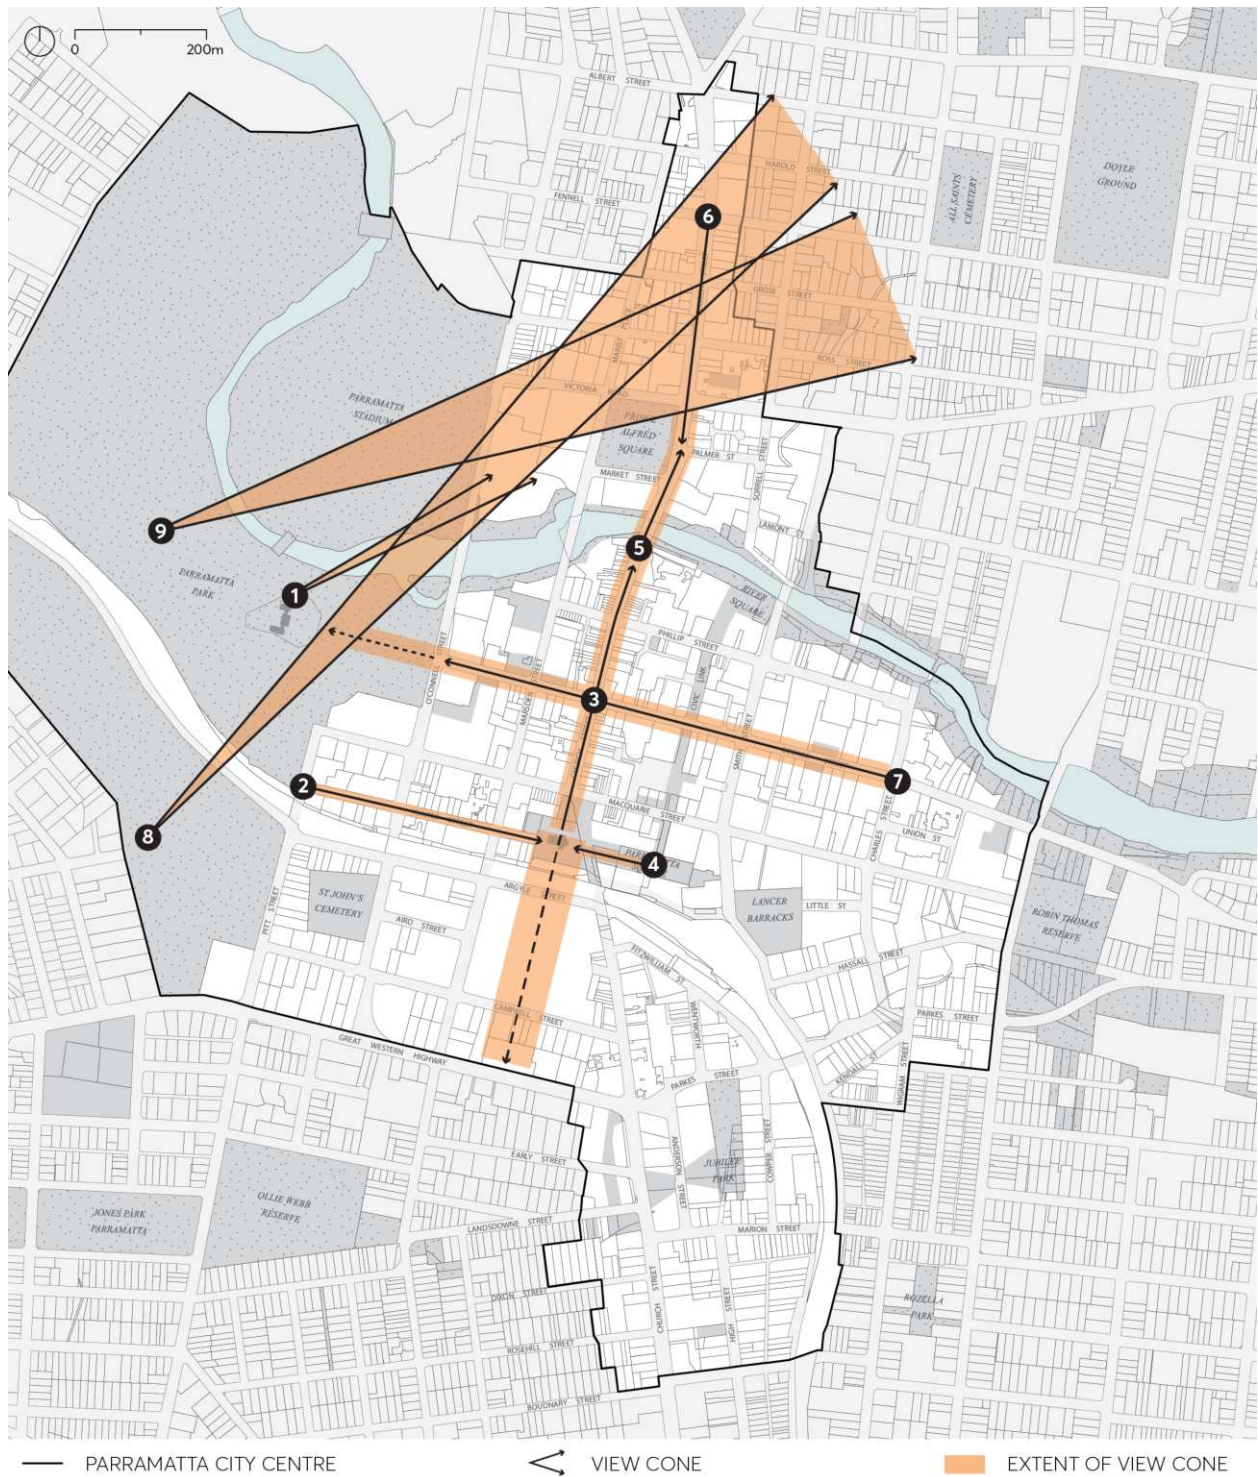 0 200m
ALBERT STREET
HAROLD STREET
DOYLE
GROUND
ALL SAINTS
CEMETERY
FENNELL STREET
6
GROSE STREET
ROSS STREET
VICTORIA ROAD
PARRAMATTA
STADIUM
PRINCE
ALFRED
SQUARE
PALMER ST
MARKET STREET
SORRELL STREET
LAMONT ST
9
5
PARRAMATTA
PARK
1
RIVER
SQUARE
PHILLIP STREET
O'CONNELL STREET
MARSDEN STREET
CIVIC LINK
3
SMITH STREET
2
7
MACQUARIE STREET
CHARLES STREET
UNION ST
8
4
PARRAMATTA
ARGYLE STREET
ST JOHN'S
CEMETERY
LANCER
BARRACKS
LITTLE ST
ROBIN THOMAS
RESERVE
PITT STREET
AIRD STREET
FITZWILLIAM ST
HASSALL STREET
CAMPBELL STREET
WENTWORTH
PARKES STREET
GREAT WESTERN HIGHWAY
KENDALL ST
WIGRAM STREET
PARKES STREET
EARLY STREET
ANDERSON STREET
COWPER STREET
JUBILEE
PARK
OLLIE WEBB
RESERVE
JONES PARK
PARRAMATTA
LANDSDOWNE STREET
MARION STREET
DIXON STREET
CHURCH STREET
HIGH STREET
ROZELLA
PARK
ROSEHILL STREET
BOUDNARY STREET
PARRAMATTA CITY CENTRE
VIEW CONE
EXTENT OF VIEW CONE